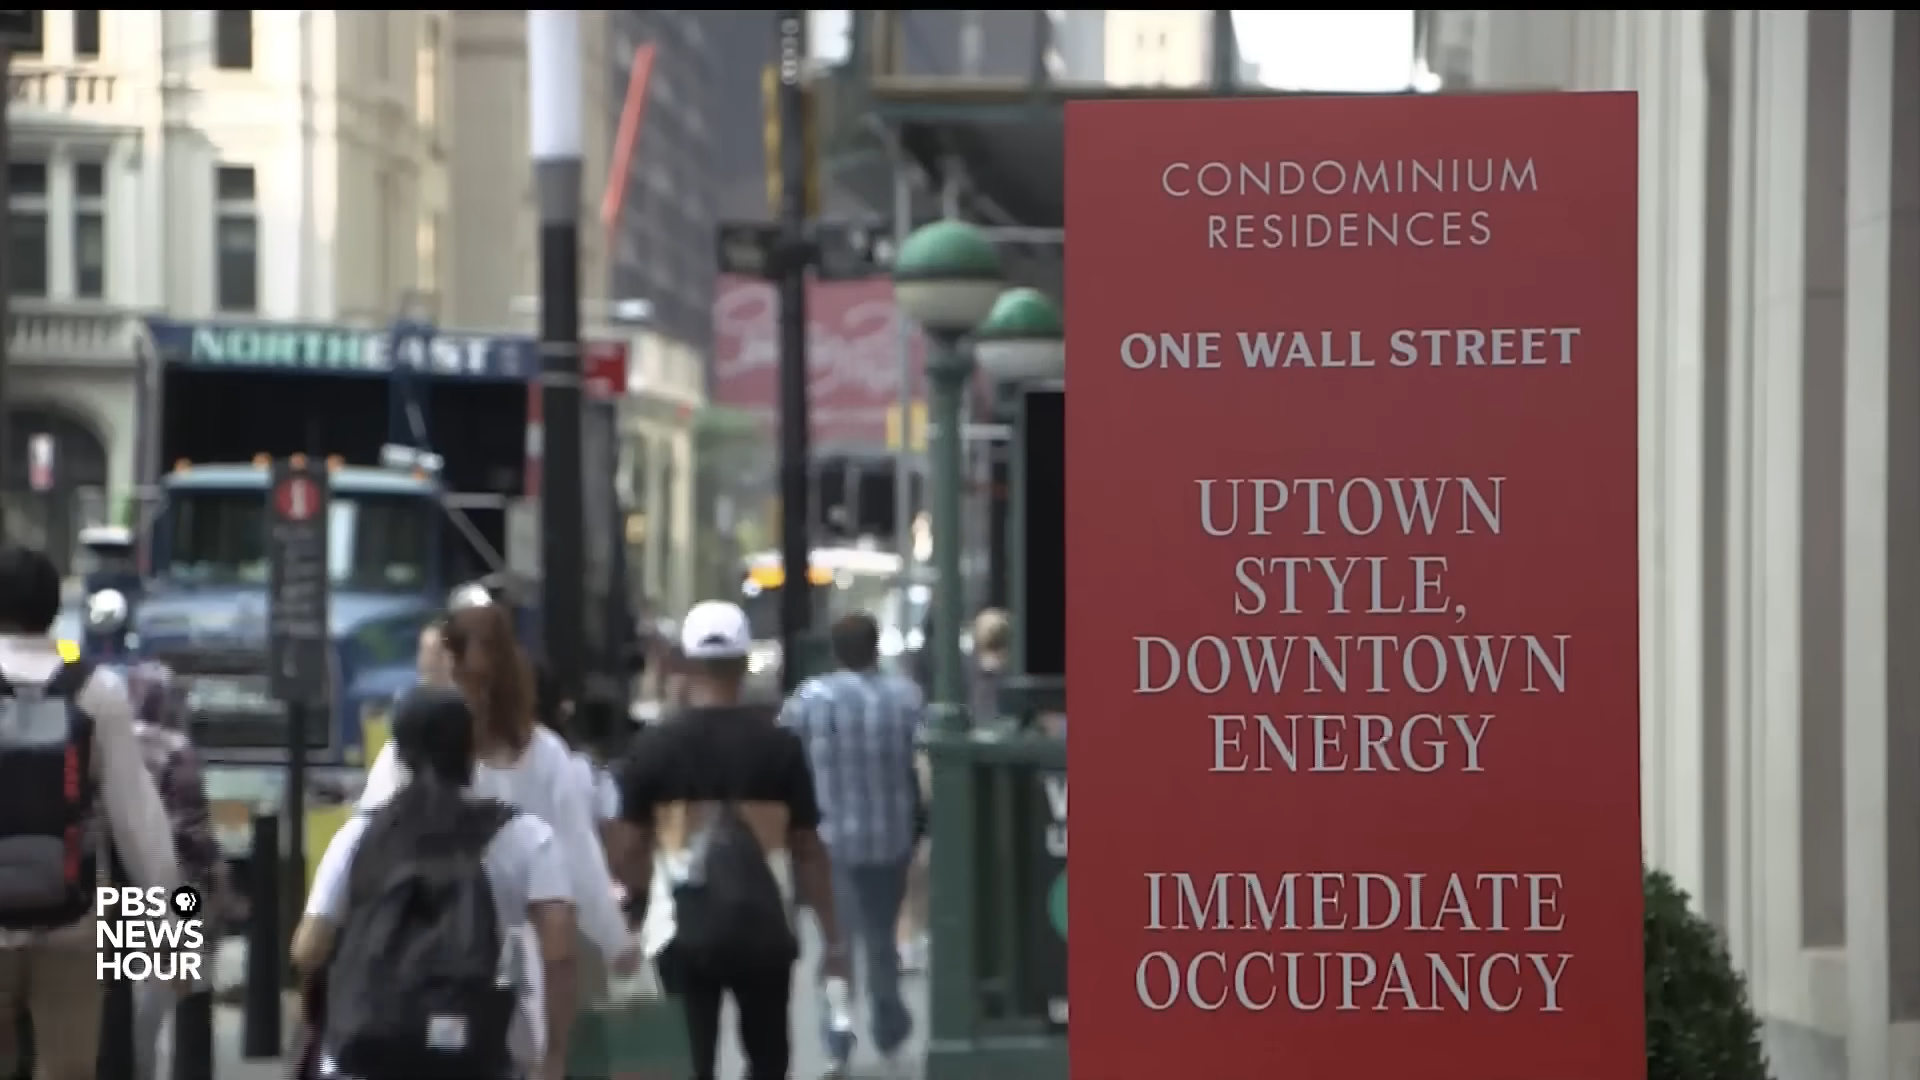 CONDOMINIUM
RESIDENCES
ONE WALL STREET
UPTOWN
STYLE,
DOWNTOWN
ENERGY
IMMEDIATE
OCCUPANCY
NORTHEAST
PBS
NEWS
HOUR